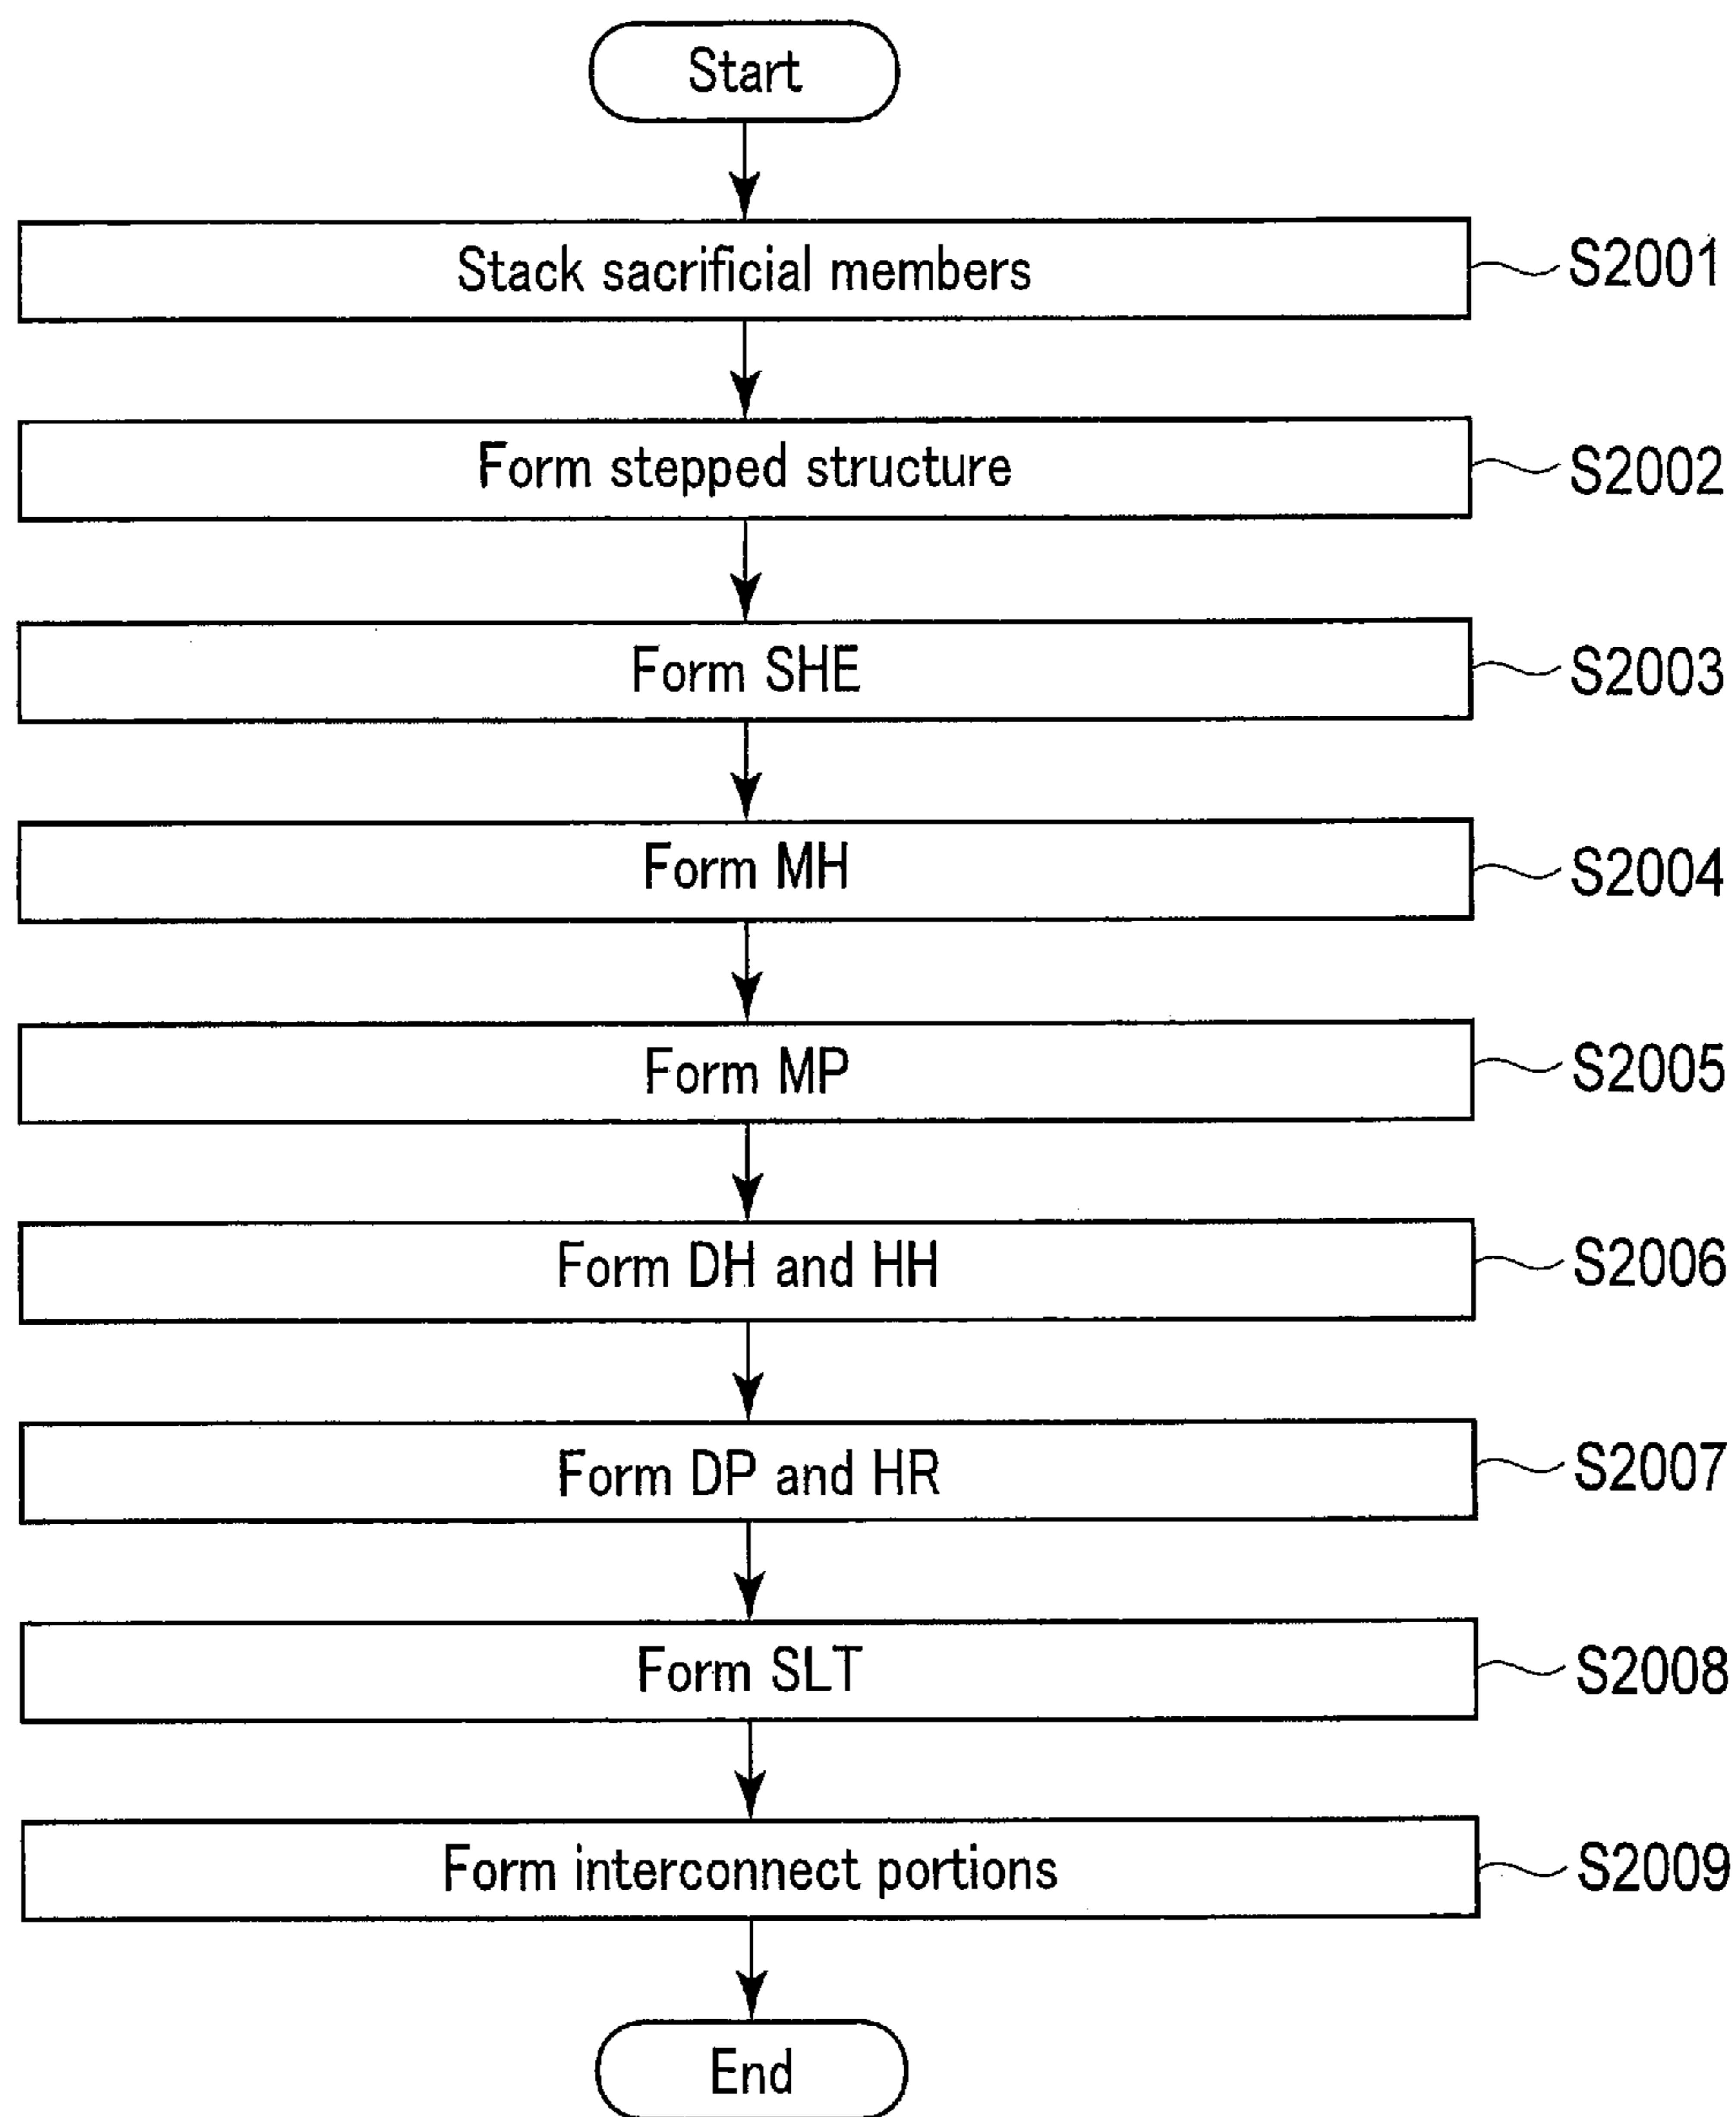 Start
Stack sacrificial members
S2001
Form stepped structure
S2002
Form SHE
S2003
Form MH
S2004
Form MP
S2005
Form DH and HH
S2006
Form DP and HR
S2007
Form SLT
S2008
Form interconnect portions
S2009
End